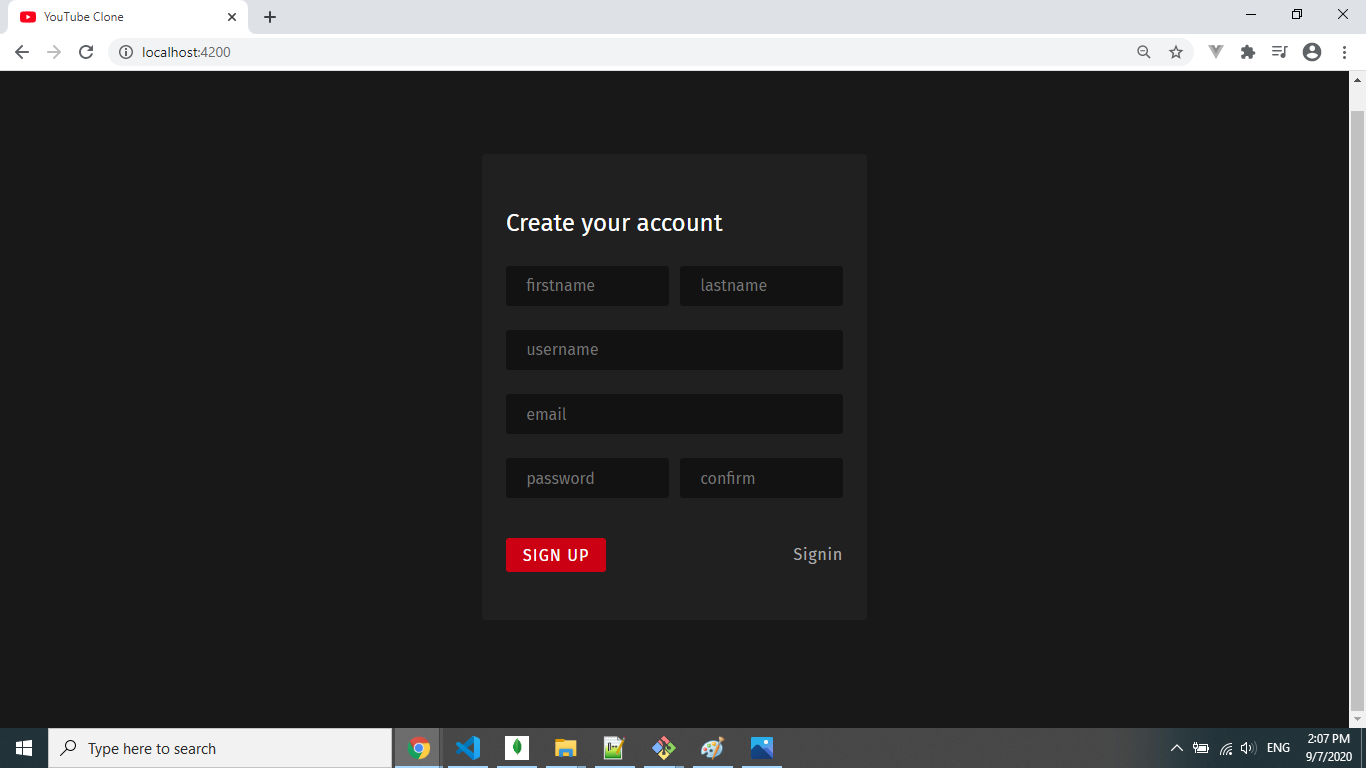 YouTube Clone
localhost:4200
Create your account
firstname lastname
username
email
password confirm
SIGN UP Signin
Type here to search
ENG
2:07 PM
9/7/2020